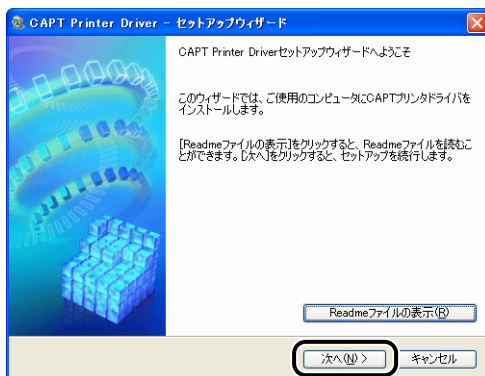 CAPT Printer Driver - セットアップウィザード
CAPT Printer Driverセットアップウィザードへようこそ
このウィザードでは、ご使用のコンピュータにCAPTプリンタドライバを
インストールします。
[Readmeファイルの表示]をクリックすると、Readmeファイルを読むこ
とができます。[次へ]をクリックすると、セットアップを続行します。
Readmeファイルの表示(R)
次へ(N) >
キャンセル